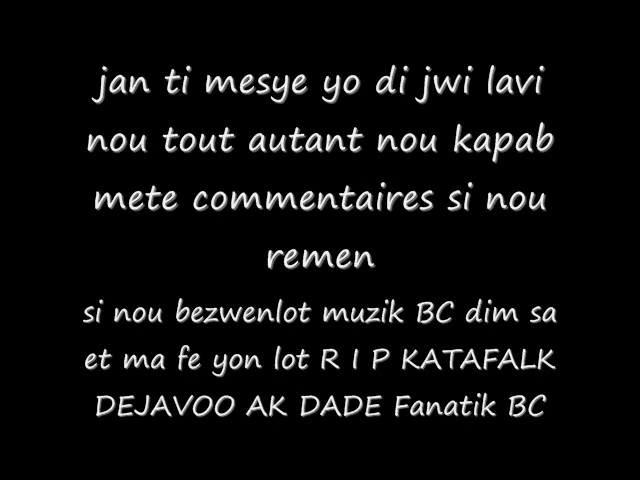 jan ti mesye yo di jwi lavi
nou tout autant nou kapab
mete commentaires si nou
remen
si nou bezwenlot muzik BC dim sa
et ma fe yon lot R I P KATAFALK
DEJAVOO AK DADE Fanatik BC